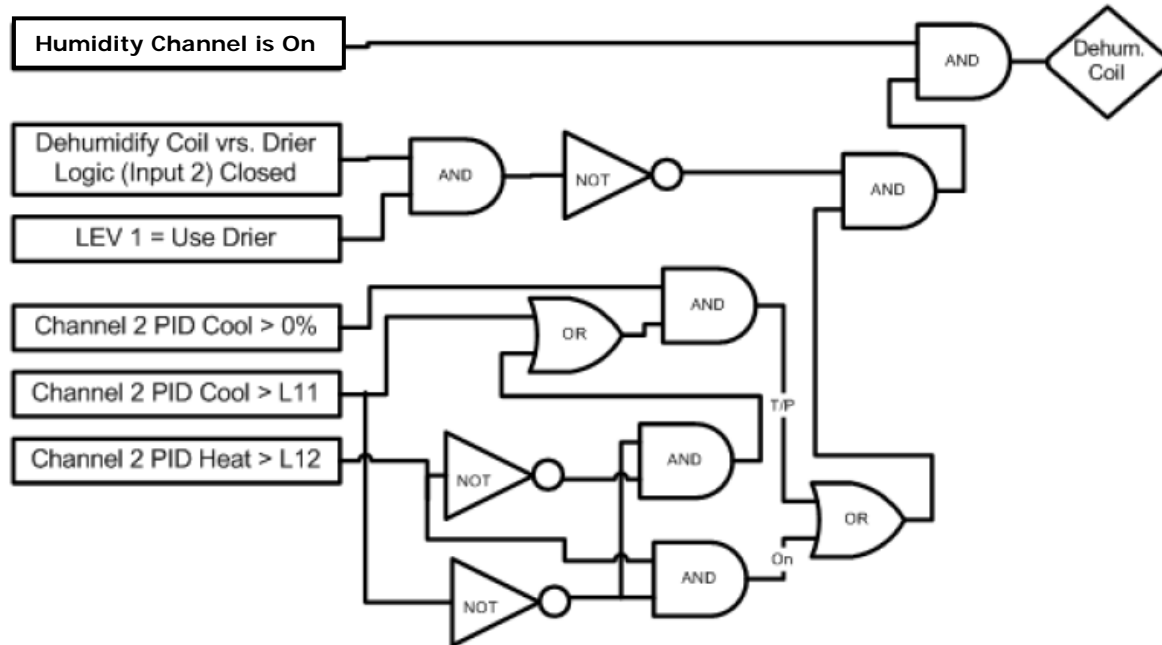 Humidity Channel is On
AND
Dehum.
Coil
Dehumidify Coil vrs. Drier
Logic (Input 2) Closed
AND
NOT
AND
LEV 1 = Use Drier
Channel 2 PID Cool > 0%
AND
OR
Channel 2 PID Cool > L11
T/P
Channel 2 PID Heat > L12
NOT
AND
OR
On
AND
NOT